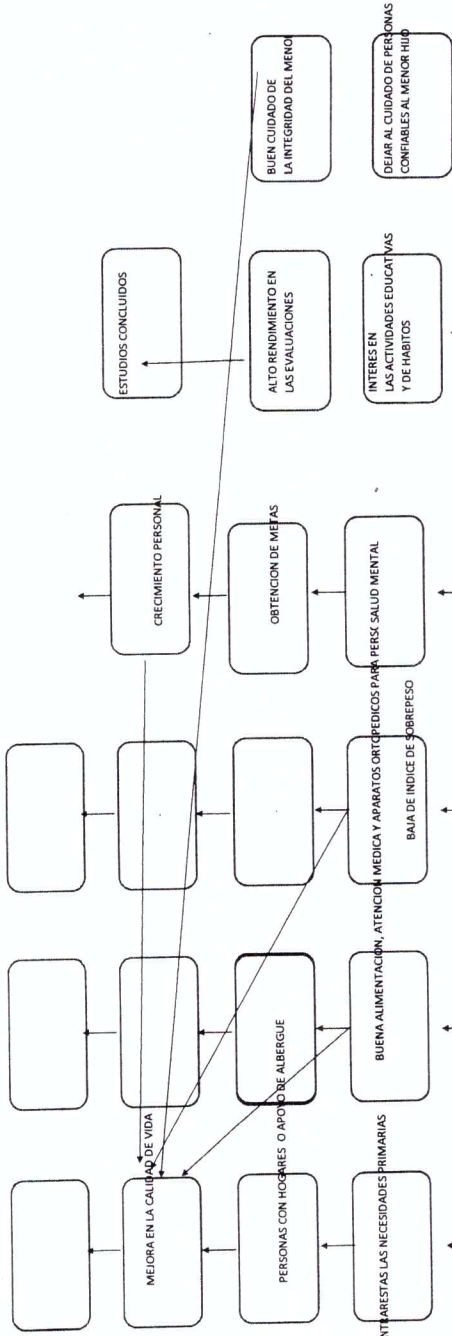 MEJORA EN LA CALIDAD DE VIDA
CRECIMIENTO PERSONAL
ESTUDIOS CONCLUIDOS
PERSONAS CON HOGARES O APOYO DE ALBERGUE
OBTENCION DE METAS
ALTO RENDIMIENTO EN
LAS EVALUACIONES
BUEN CUIDADO DE
LA INTEGRIDAD DEL MENOR
NTRARESTAS LAS NECESIDADES PRIMARIAS
BUENA ALIMENTACION, ATENCION MEDICA Y APARATOS ORTOPEDICOS PARA
BAJA DE INDICE DE SOBREPESO
SALUD MENTAL
INTERES EN
LAS ACTIVIDADES EDUCATIVAS
Y DE HABITOS
DEJAR AL CUIDADO DE PERSONAS
CONFIABLES AL MENOR HIJO